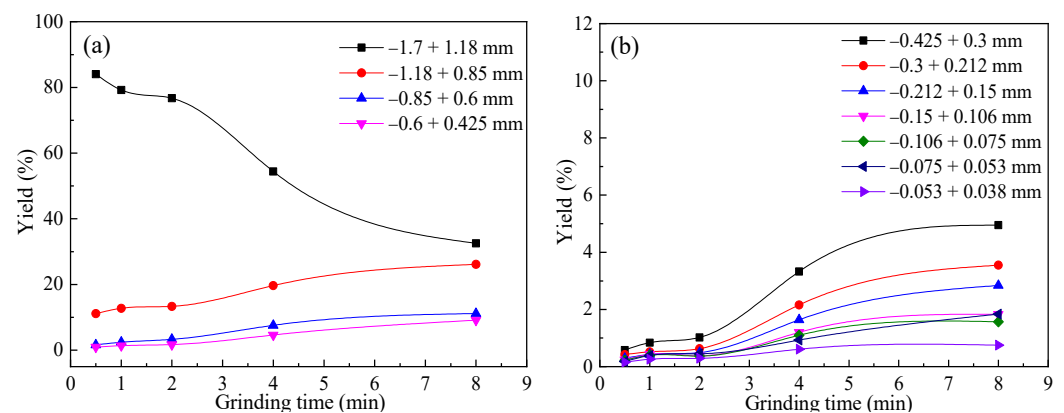 (a)
–1.7 + 1.18 mm
–1.18 + 0.85 mm
–0.85 + 0.6 mm
–0.6 + 0.425 mm
Yield (%)
100
80
60
40
20
0
0 1 2 3 4 5 6 7 8 9
Grinding time (min)
(b)
–0.425 + 0.3 mm
–0.3 + 0.212 mm
–0.212 + 0.15 mm
–0.15 + 0.106 mm
–0.106 + 0.075 mm
–0.075 + 0.053 mm
–0.053 + 0.038 mm
Yield (%)
12
10
8
6
4
2
0
0 1 2 3 4 5 6 7 8 9
Grinding time (min)